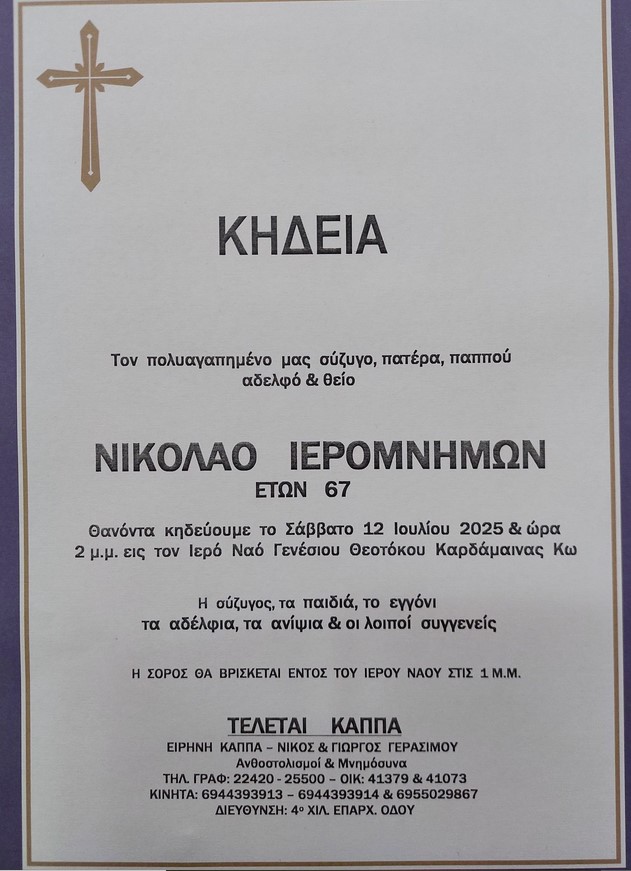 ΚΗΔΕΙΑ
Τον πολυαγαπημένο μας σύζυγο, πατέρα, παππού
αδελφό & θείο
ΝΙΚΟΛΑΟ ΙΕΡΟΜΝΗΜΩΝ
ΕΤΩΝ 67
Θανόντα κηδεύουμε το Σάββατο 12 Ιουλίου 2025 & ώρα
2 μ.μ. εις τον Ιερό Ναό Γενέσιου Θεοτόκου Καρδάμαινας Κω
Η σύζυγος, τα παιδιά, το εγγόνι
τα αδέλφια, τα ανίψια & οι λοιποί συγγενείς
Η ΣΟΡΟΣ ΘΑ ΒΡΙΣΚΕΤΑΙ ΕΝΤΟΣ ΤΟΥ ΙΕΡΟΥ ΝΑΟΥ ΣΤΙΣ 1 Μ.Μ.
ΤΕΛΕΤΑΙ ΚΑΠΠΑ
ΕΙΡΗΝΗ ΚΑΠΠΑ – ΝΙΚΟΣ & ΓΙΩΡΓΟΣ ΓΕΡΑΣΙΜΟΥ
Ανθοστολισμοί & Μνημόσυνα
ΤΗΛ. ΓΡΑΦ: 22420 - 25500 – ΟΙΚ: 41379 & 41073
ΚΙΝΗΤΑ: 6944393913 – 6944393914 & 6955029867
ΔΙΕΥΘΥΝΣΗ: 4º ΧΙΛ. ΕΠΑΡΧ. ΟΔΟΥ